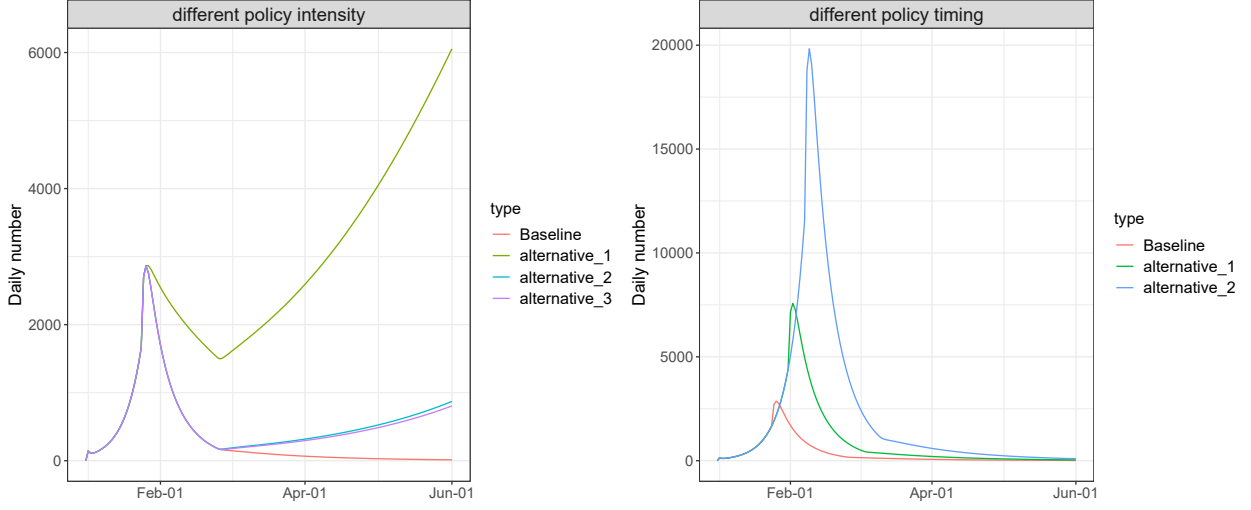 different policy intensity
Daily number
6000
4000
2000
0
Feb-01
Apr-01
Jun-01
type
Baseline
alternative_1
alternative_2
alternative_3
different policy timing
Daily number
20000
15000
10000
5000
0
Feb-01
Apr-01
Jun-01
type
Baseline
alternative_1
alternative_2